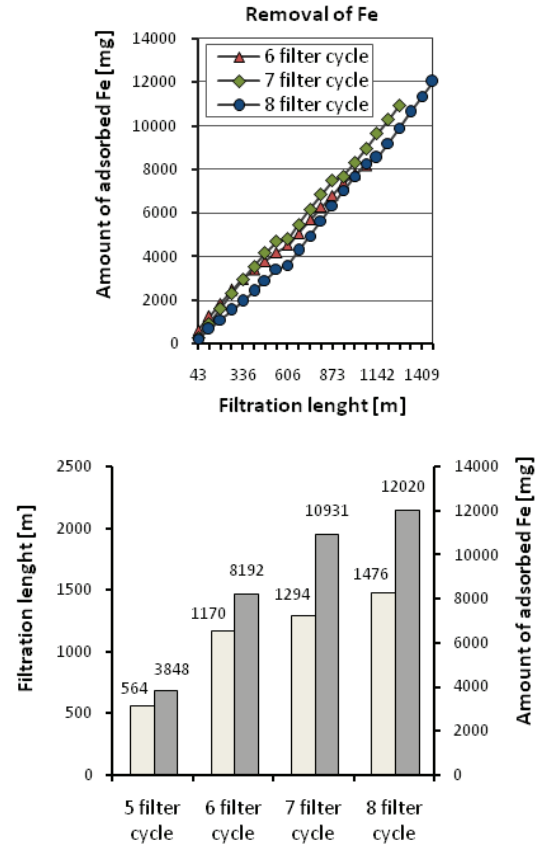 Removal of Fe
Amount of adsorbed Fe [mg]
14000
12000
10000
8000
6000
4000
2000
0
6 filter cycle
7 filter cycle
8 filter cycle
43 336 606 873 1142 1409
Filtration lenght [m]
Filtration lenght [m]
2500
2000
1500
1000
500
0
564
3848
1170
8192
1294
10931
1476
12020
14000
12000
10000
8000
6000
4000
2000
0
Amount of adsorbed Fe [mg]
5 filter cycle
6 filter cycle
7 filter cycle
8 filter cycle